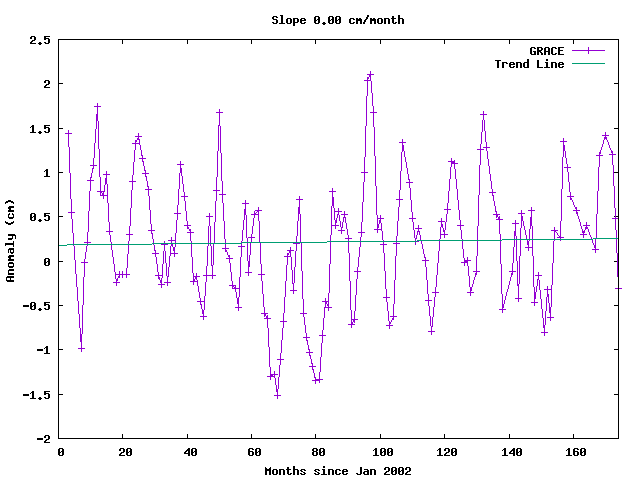 Slope 0.00 cm/month
GRACE
Trend Line
2.5
2
1.5
1
0.5
0
-0.5
-1
-1.5
-2
Anomaly (cm)
0 20 40 60 80 100 120 140 160
Months since Jan 2002